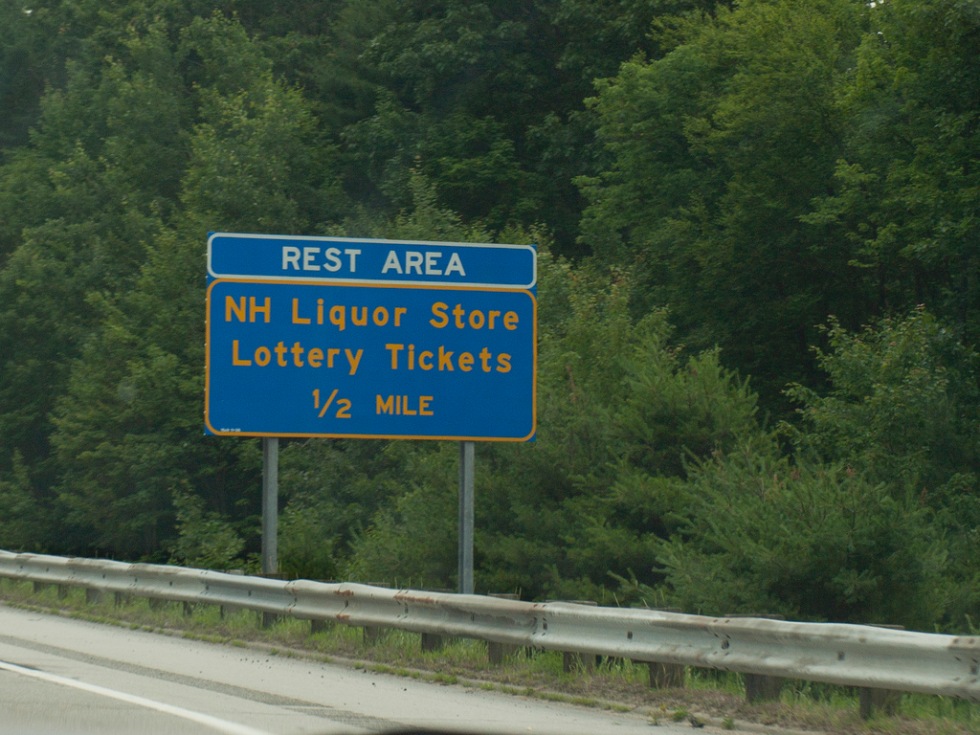 REST AREA
NH Liquor Store
Lottery Tickets
1/2 MILE